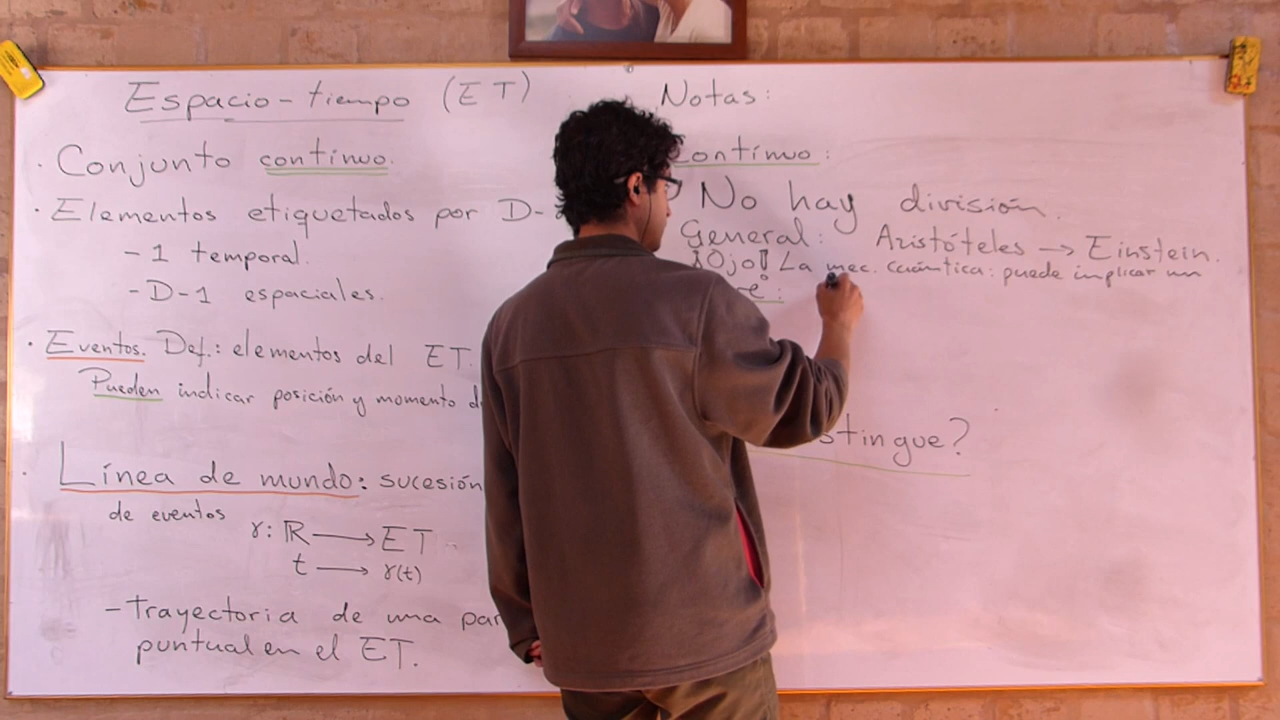 Espacio-tiempo (ET)
· Conjunto continuo.
· Elementos etiquetados por D-
- 1 temporal.
- D-1 espaciales.
· Eventos. Def.: elementos del ET.
Pueden indicar posición y momento d
· Línea de mundo: sucesión
de eventos
γ: ℝ → ET
t → γ(t)
- trayectoria de una par
puntual en el ET.
Notas:
Contínuo:
No hay división.
General: Aristóteles → Einstein.
¡Ojo! La mec. cuántica: puede implicar un
stingue?